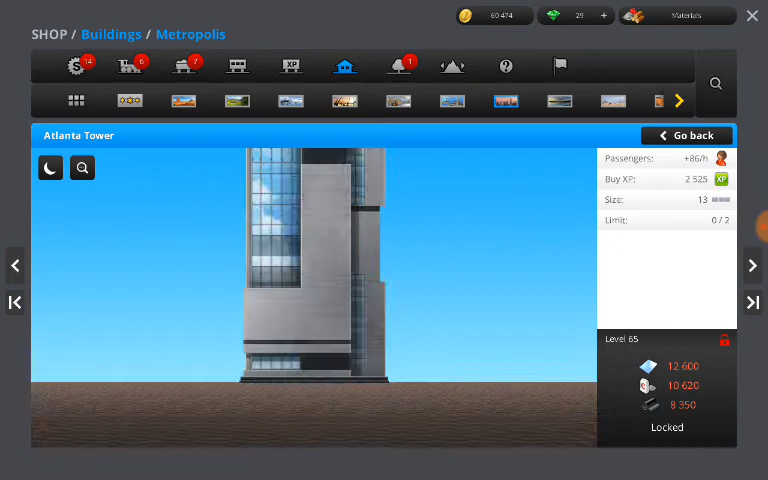 60 474
29 +
Materials
SHOP / Buildings / Metropolis
14
6
7
XP
1
Atlanta Tower
Go back
Passengers: +86/h
Buy XP: 2 525 XP
Size: 13
Limit: 0 / 2
Level 65
12 600
10 620
8 350
Locked